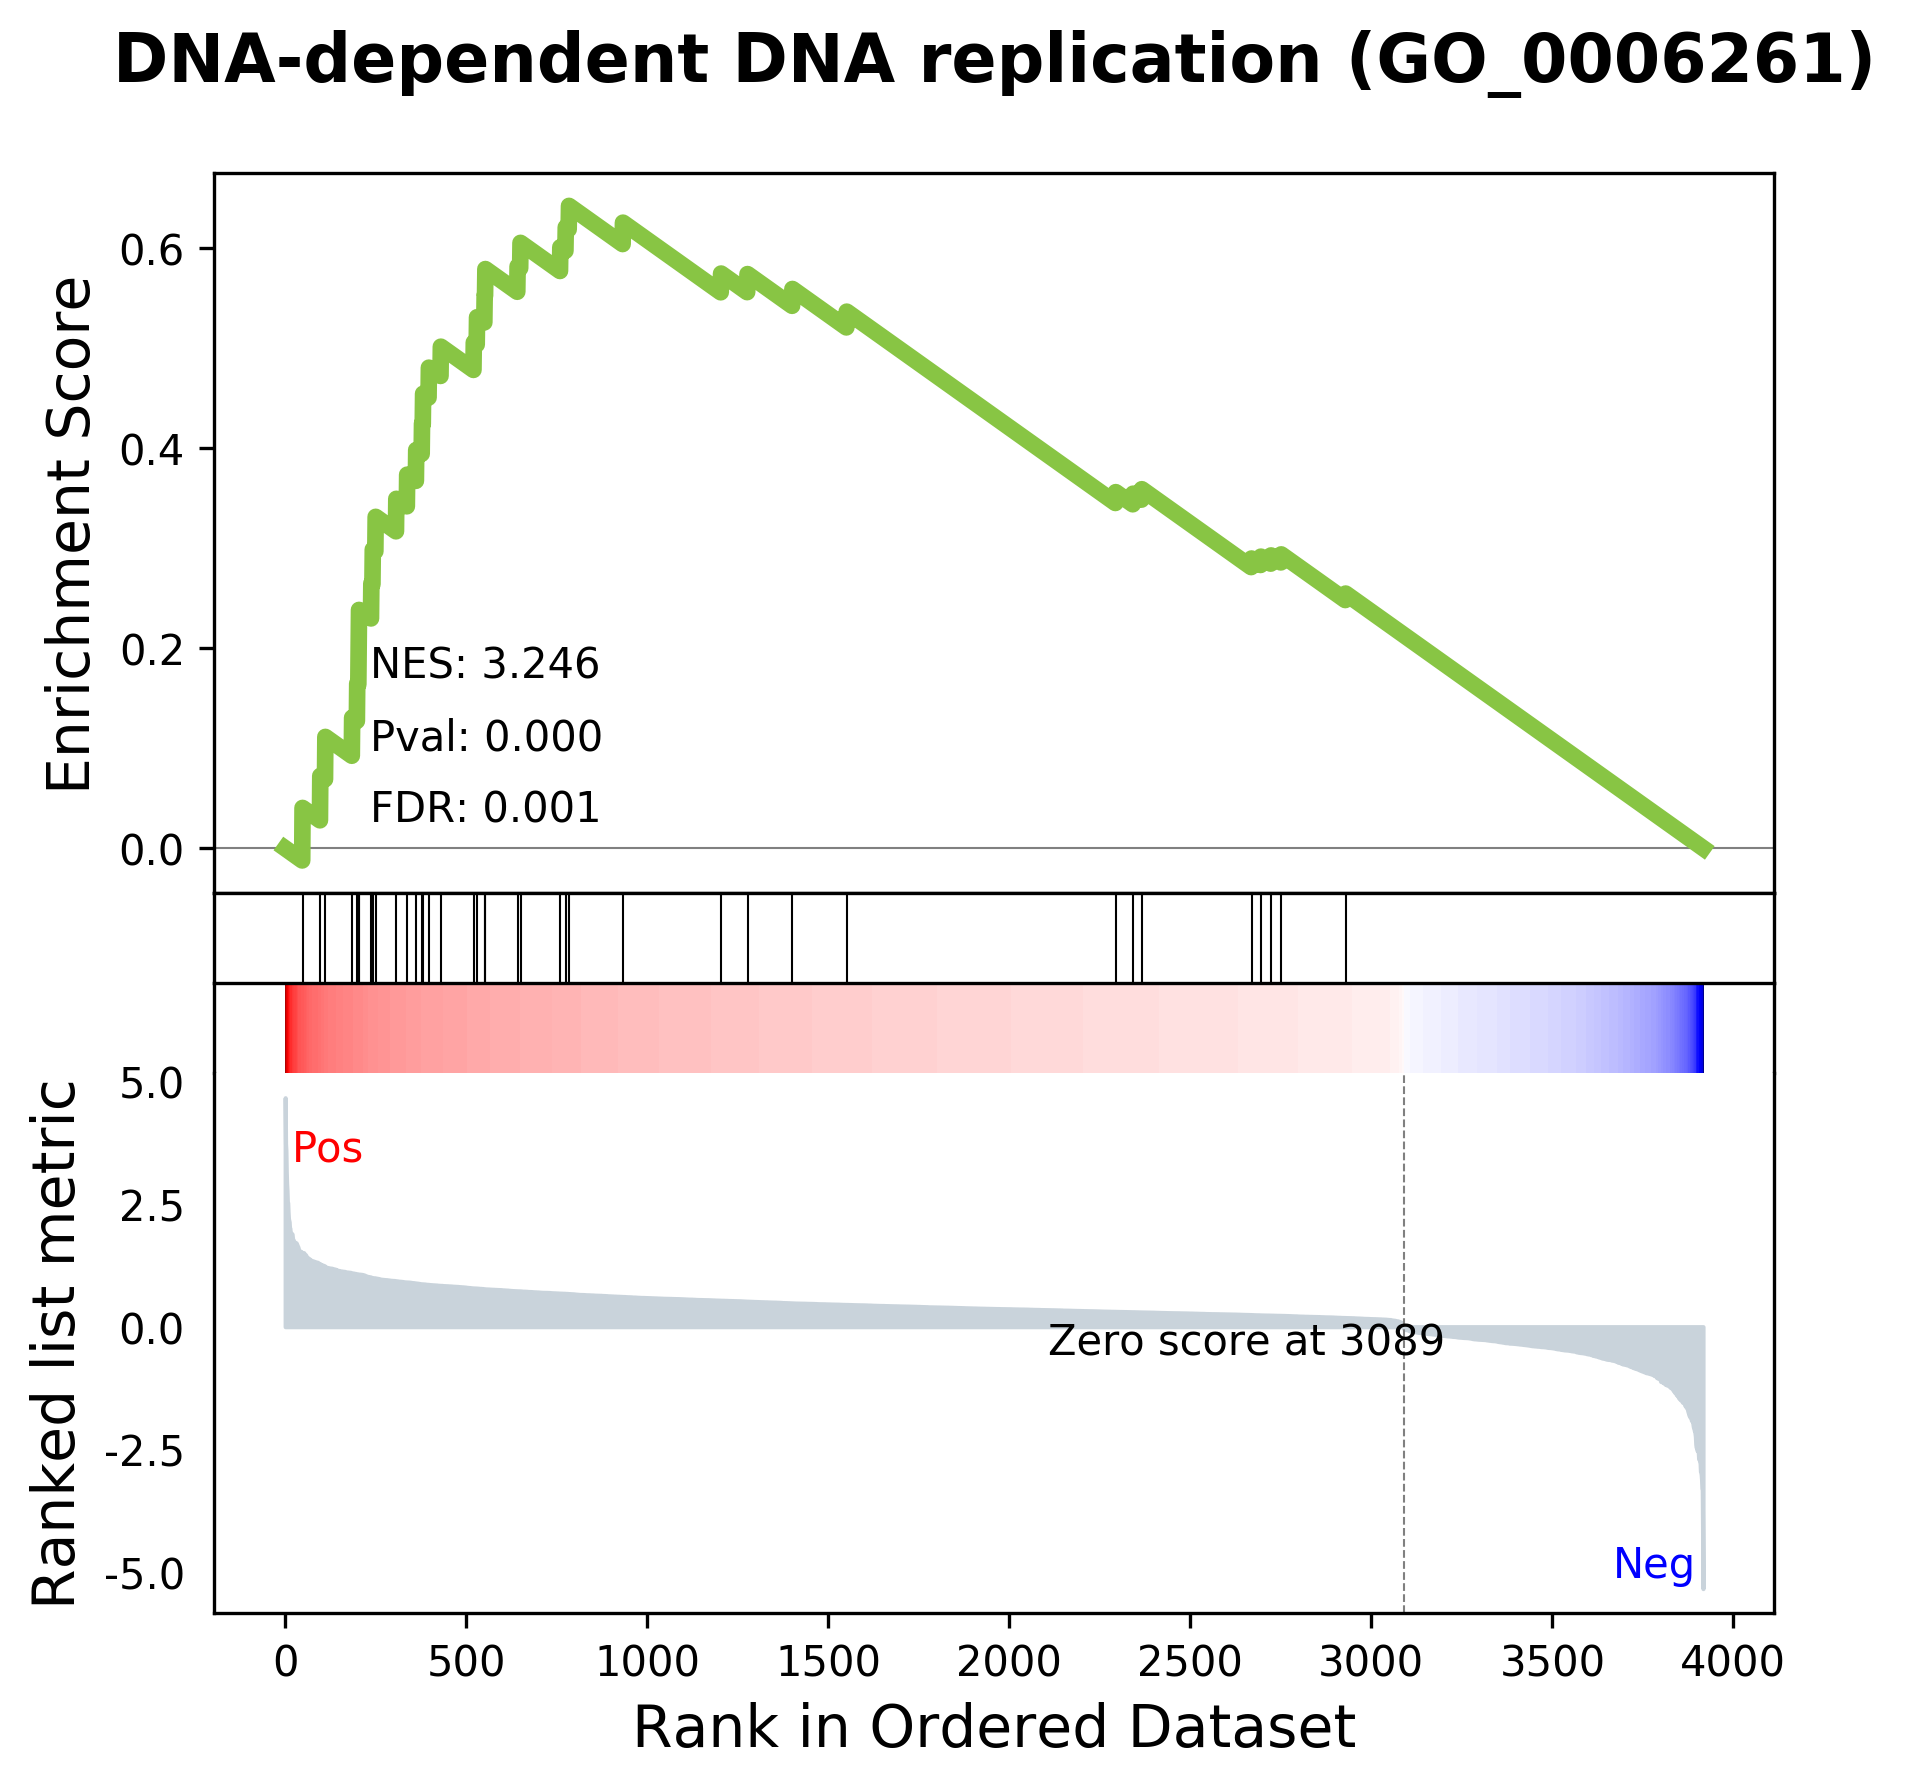 DNA-dependent DNA replication (GO_0006261)
Enrichment Score
0.6
0.4
0.2
0.0
NES: 3.246
Pval: 0.000
FDR: 0.001
Ranked list metric
5.0
2.5
0.0
-2.5
-5.0
Pos
Zero score at 3089
Neg
0 500 1000 1500 2000 2500 3000 3500 4000
Rank in Ordered Dataset